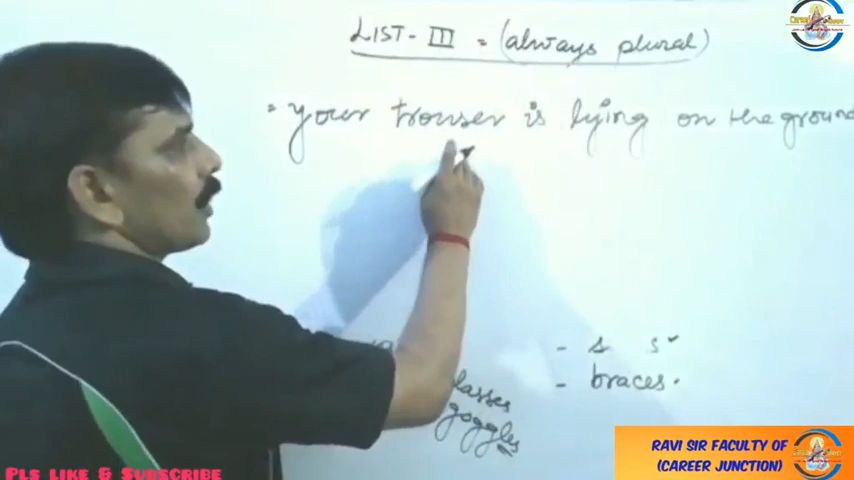 LIST - III = (always plural)
= your trouser is lying on the ground
- s s✓
lasses - braces.
goggles
RAVI SIR FACULTY OF
(CAREER JUNCTION)
PLS LIKE & SUBSCRIBE